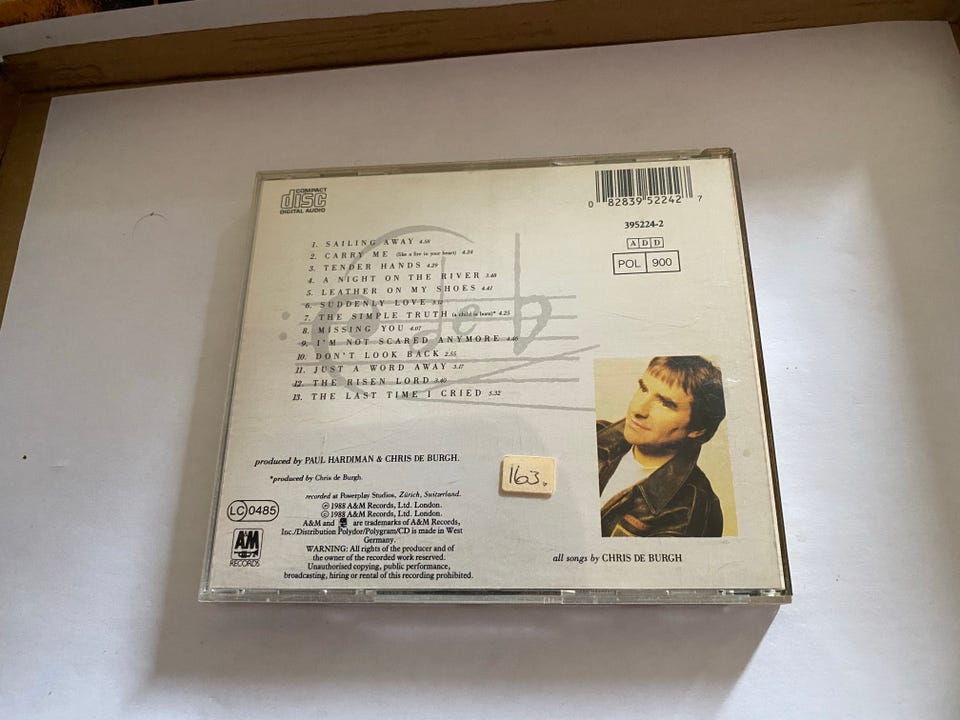 COMPACT
disc
DIGITAL AUDIO
0 82839 52242 7
395224-2
A D D
POL 900
1. SAILING AWAY 4.58
2. CARRY ME (like a fire in your heart) 4.24
3. TENDER HANDS 4.29
4. A NIGHT ON THE RIVER 3.48
5. LEATHER ON MY SHOES 4.41
6. SUDDENLY LOVE 3.12
7. THE SIMPLE TRUTH (a child is born)* 4.25
8. MISSING YOU 4.07
9. I'M NOT SCARED ANYMORE 4.46
10. DON'T LOOK BACK 2.55
11. JUST A WORD AWAY 3.17
12. THE RISEN LORD 3.40
13. THE LAST TIME I CRIED 5.32
C de b
produced by PAUL HARDIMAN & CHRIS DE BURGH.
*produced by Chris de Burgh.
163.
recorded at Powerplay Studios, Zürich, Switzerland.
℗ 1988 A&M Records, Ltd. London.
© 1988 A&M Records, Ltd. London.
A&M and are trademarks of A&M Records,
Inc./Distribution Polydor/Polygram/CD is made in West
Germany.
WARNING: All rights of the producer and of
the owner of the recorded work reserved.
Unauthorised copying, public performance,
broadcasting, hiring or rental of this recording prohibited.
LC 0485
A&M
RECORDS
all songs by CHRIS DE BURGH